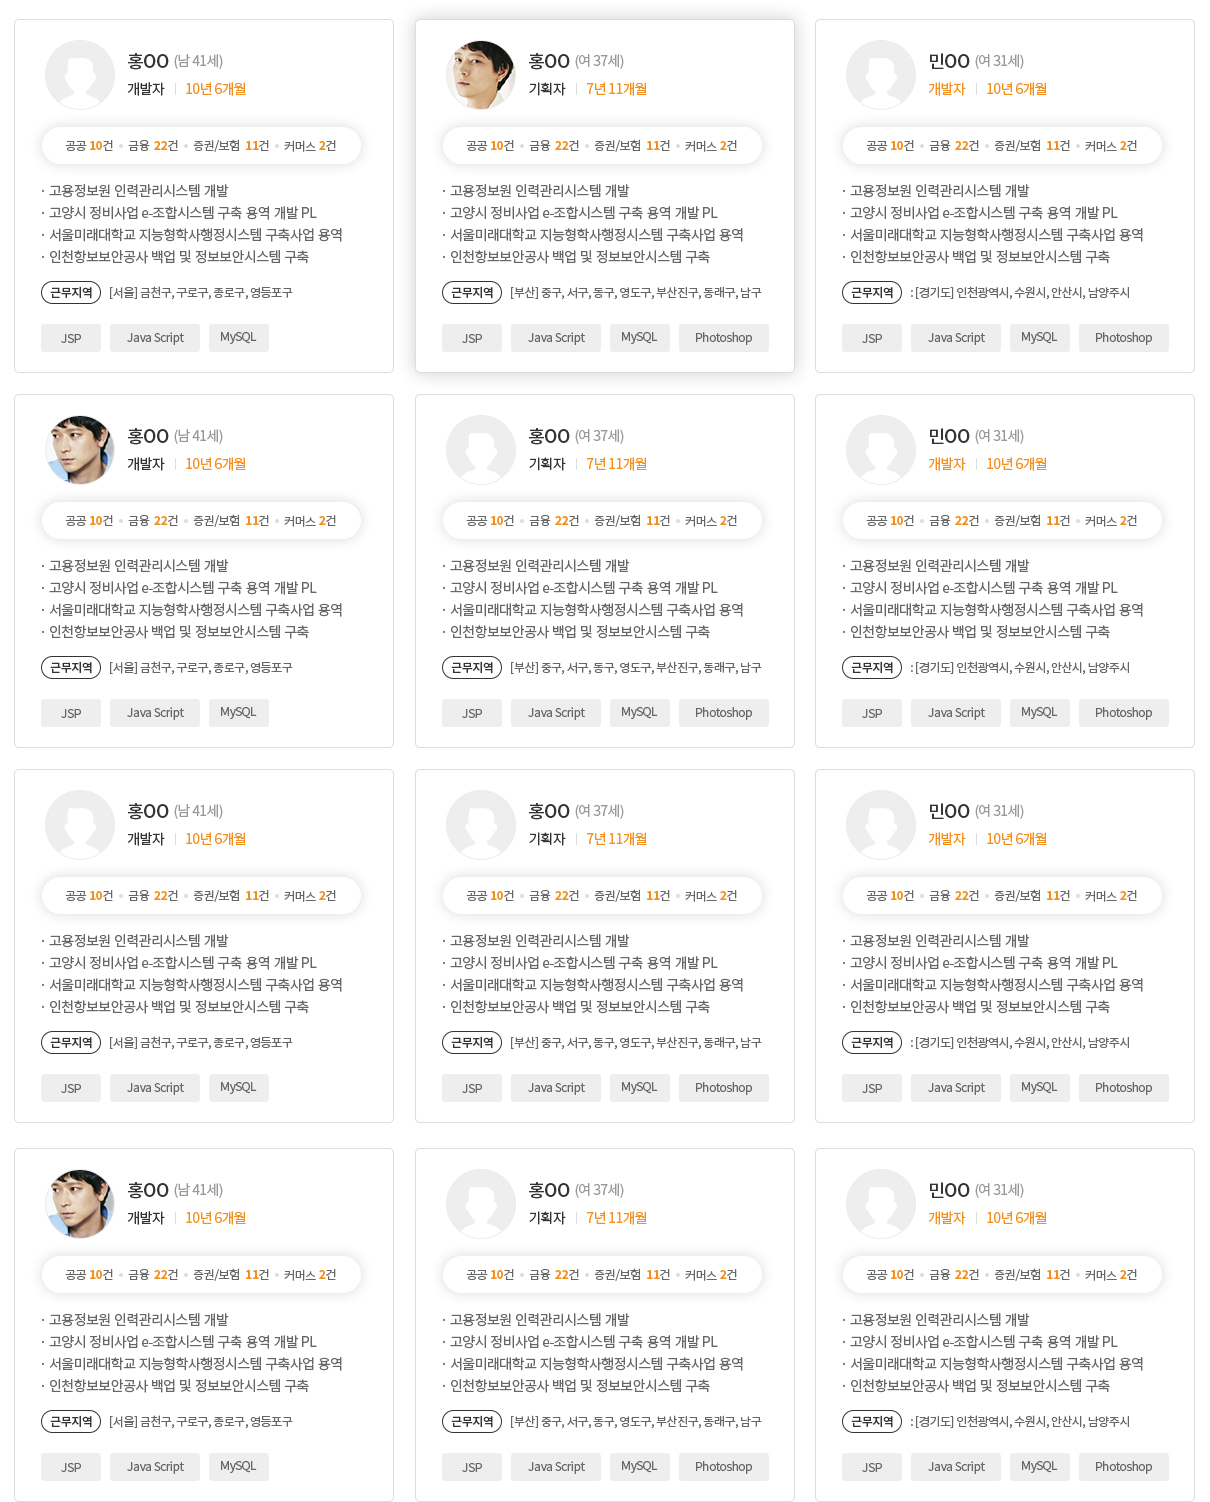 홍OO (남 41세)
개발자 | 10년 6개월
공공 10건 • 금융 22건 • 증권/보험 11건 • 커머스 2건
· 고용정보원 인력관리시스템 개발
· 고양시 정비사업 e-조합시스템 구축 용역 개발 PL
· 서울미래대학교 지능형학사행정시스템 구축사업 용역
· 인천항보보안공사 백업 및 정보보안시스템 구축
근무지역 [서울] 금천구, 구로구, 종로구, 영등포구
JSP Java Script MySQL
홍OO (여 37세)
기획자 | 7년 11개월
공공 10건 • 금융 22건 • 증권/보험 11건 • 커머스 2건
· 고용정보원 인력관리시스템 개발
· 고양시 정비사업 e-조합시스템 구축 용역 개발 PL
· 서울미래대학교 지능형학사행정시스템 구축사업 용역
· 인천항보보안공사 백업 및 정보보안시스템 구축
근무지역 [부산] 중구, 서구, 동구, 영도구, 부산진구, 동래구, 남구
JSP Java Script MySQL Photoshop
민OO (여 31세)
개발자 | 10년 6개월
공공 10건 • 금융 22건 • 증권/보험 11건 • 커머스 2건
· 고용정보원 인력관리시스템 개발
· 고양시 정비사업 e-조합시스템 구축 용역 개발 PL
· 서울미래대학교 지능형학사행정시스템 구축사업 용역
· 인천항보보안공사 백업 및 정보보안시스템 구축
근무지역 : [경기도] 인천광역시, 수원시, 안산시, 남양주시
JSP Java Script MySQL Photoshop
홍OO (남 41세)
개발자 | 10년 6개월
공공 10건 • 금융 22건 • 증권/보험 11건 • 커머스 2건
· 고용정보원 인력관리시스템 개발
· 고양시 정비사업 e-조합시스템 구축 용역 개발 PL
· 서울미래대학교 지능형학사행정시스템 구축사업 용역
· 인천항보보안공사 백업 및 정보보안시스템 구축
근무지역 [서울] 금천구, 구로구, 종로구, 영등포구
JSP Java Script MySQL
홍OO (여 37세)
기획자 | 7년 11개월
공공 10건 • 금융 22건 • 증권/보험 11건 • 커머스 2건
· 고용정보원 인력관리시스템 개발
· 고양시 정비사업 e-조합시스템 구축 용역 개발 PL
· 서울미래대학교 지능형학사행정시스템 구축사업 용역
· 인천항보보안공사 백업 및 정보보안시스템 구축
근무지역 [부산] 중구, 서구, 동구, 영도구, 부산진구, 동래구, 남구
JSP Java Script MySQL Photoshop
민OO (여 31세)
개발자 | 10년 6개월
공공 10건 • 금융 22건 • 증권/보험 11건 • 커머스 2건
· 고용정보원 인력관리시스템 개발
· 고양시 정비사업 e-조합시스템 구축 용역 개발 PL
· 서울미래대학교 지능형학사행정시스템 구축사업 용역
· 인천항보보안공사 백업 및 정보보안시스템 구축
근무지역 : [경기도] 인천광역시, 수원시, 안산시, 남양주시
JSP Java Script MySQL Photoshop
홍OO (남 41세)
개발자 | 10년 6개월
공공 10건 • 금융 22건 • 증권/보험 11건 • 커머스 2건
· 고용정보원 인력관리시스템 개발
· 고양시 정비사업 e-조합시스템 구축 용역 개발 PL
· 서울미래대학교 지능형학사행정시스템 구축사업 용역
· 인천항보보안공사 백업 및 정보보안시스템 구축
근무지역 [서울] 금천구, 구로구, 종로구, 영등포구
JSP Java Script MySQL
홍OO (여 37세)
기획자 | 7년 11개월
공공 10건 • 금융 22건 • 증권/보험 11건 • 커머스 2건
· 고용정보원 인력관리시스템 개발
· 고양시 정비사업 e-조합시스템 구축 용역 개발 PL
· 서울미래대학교 지능형학사행정시스템 구축사업 용역
· 인천항보보안공사 백업 및 정보보안시스템 구축
근무지역 [부산] 중구, 서구, 동구, 영도구, 부산진구, 동래구, 남구
JSP Java Script MySQL Photoshop
민OO (여 31세)
개발자 | 10년 6개월
공공 10건 • 금융 22건 • 증권/보험 11건 • 커머스 2건
· 고용정보원 인력관리시스템 개발
· 고양시 정비사업 e-조합시스템 구축 용역 개발 PL
· 서울미래대학교 지능형학사행정시스템 구축사업 용역
· 인천항보보안공사 백업 및 정보보안시스템 구축
근무지역 : [경기도] 인천광역시, 수원시, 안산시, 남양주시
JSP Java Script MySQL Photoshop
홍OO (남 41세)
개발자 | 10년 6개월
공공 10건 • 금융 22건 • 증권/보험 11건 • 커머스 2건
· 고용정보원 인력관리시스템 개발
· 고양시 정비사업 e-조합시스템 구축 용역 개발 PL
· 서울미래대학교 지능형학사행정시스템 구축사업 용역
· 인천항보보안공사 백업 및 정보보안시스템 구축
근무지역 [서울] 금천구, 구로구, 종로구, 영등포구
JSP Java Script MySQL
홍OO (여 37세)
기획자 | 7년 11개월
공공 10건 • 금융 22건 • 증권/보험 11건 • 커머스 2건
· 고용정보원 인력관리시스템 개발
· 고양시 정비사업 e-조합시스템 구축 용역 개발 PL
· 서울미래대학교 지능형학사행정시스템 구축사업 용역
· 인천항보보안공사 백업 및 정보보안시스템 구축
근무지역 [부산] 중구, 서구, 동구, 영도구, 부산진구, 동래구, 남구
JSP Java Script MySQL Photoshop
민OO (여 31세)
개발자 | 10년 6개월
공공 10건 • 금융 22건 • 증권/보험 11건 • 커머스 2건
· 고용정보원 인력관리시스템 개발
· 고양시 정비사업 e-조합시스템 구축 용역 개발 PL
· 서울미래대학교 지능형학사행정시스템 구축사업 용역
· 인천항보보안공사 백업 및 정보보안시스템 구축
근무지역 : [경기도] 인천광역시, 수원시, 안산시, 남양주시
JSP Java Script MySQL Photoshop